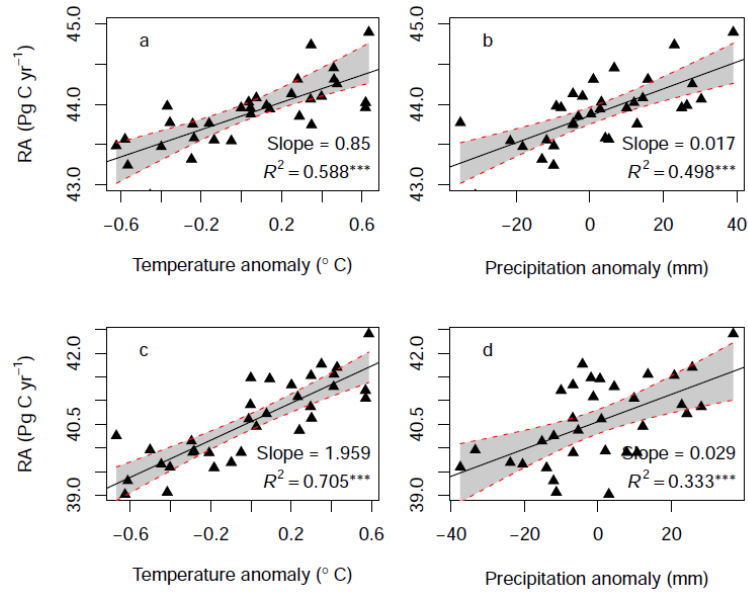 a
RA (Pg C yr⁻¹)
45.0
44.0
43.0
Slope = 0.85
R² = 0.588***
−0.6
−0.2
0.2
0.6
Temperature anomaly (° C)
b
Slope = 0.017
R² = 0.498***
−20
0
20
40
Precipitation anomaly (mm)
c
RA (Pg C yr⁻¹)
42.0
40.5
39.0
Slope = 1.959
R² = 0.705***
−0.6
−0.2
0.2
0.6
Temperature anomaly (° C)
d
Slope = 0.029
R² = 0.333***
−40
−20
0
20
Precipitation anomaly (mm)